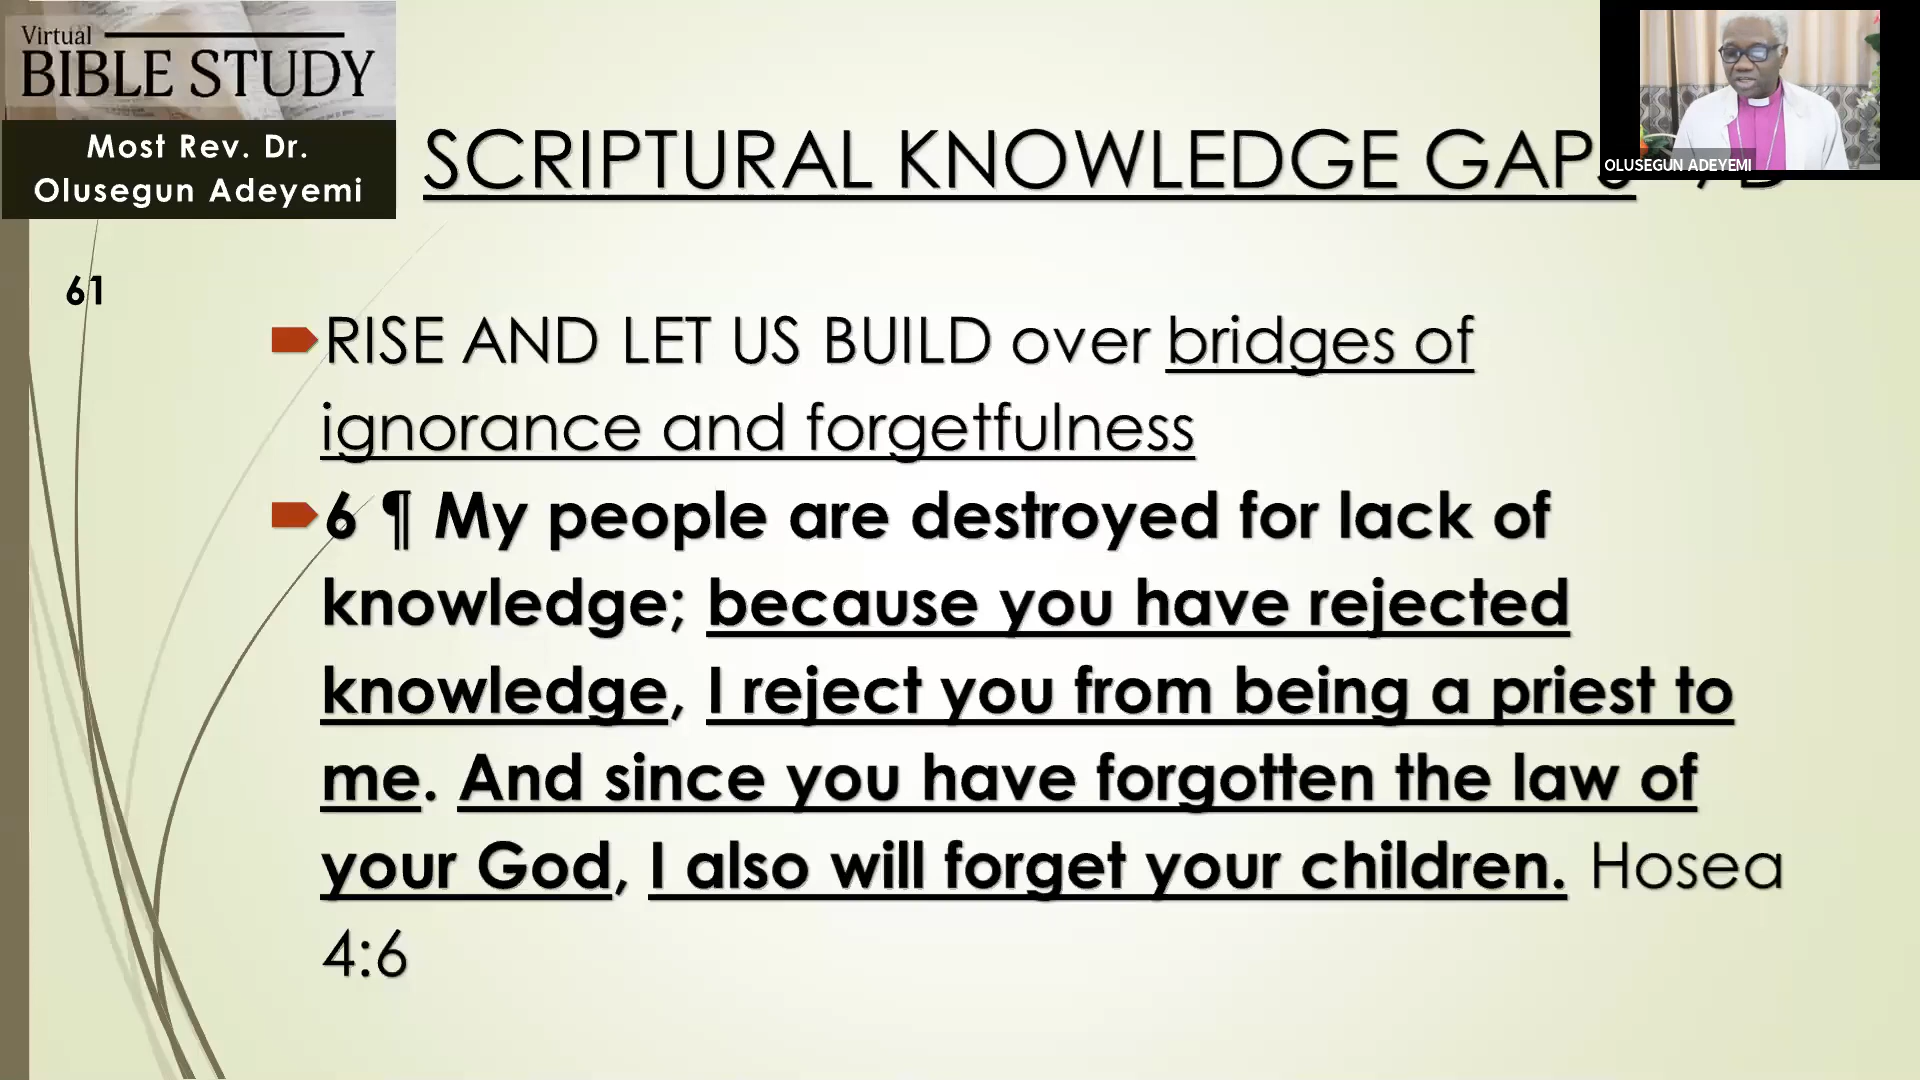 Virtual
BIBLE STUDY
Most Rev. Dr.
Olusegun Adeyemi
SCRIPTURAL KNOWLEDGE GAPS
OLUSEGUN ADEYEMI
61
RISE AND LET US BUILD over bridges of
ignorance and forgetfulness
6 ¶ My people are destroyed for lack of
knowledge; because you have rejected
knowledge, I reject you from being a priest to
me. And since you have forgotten the law of
your God, I also will forget your children. Hosea
4:6